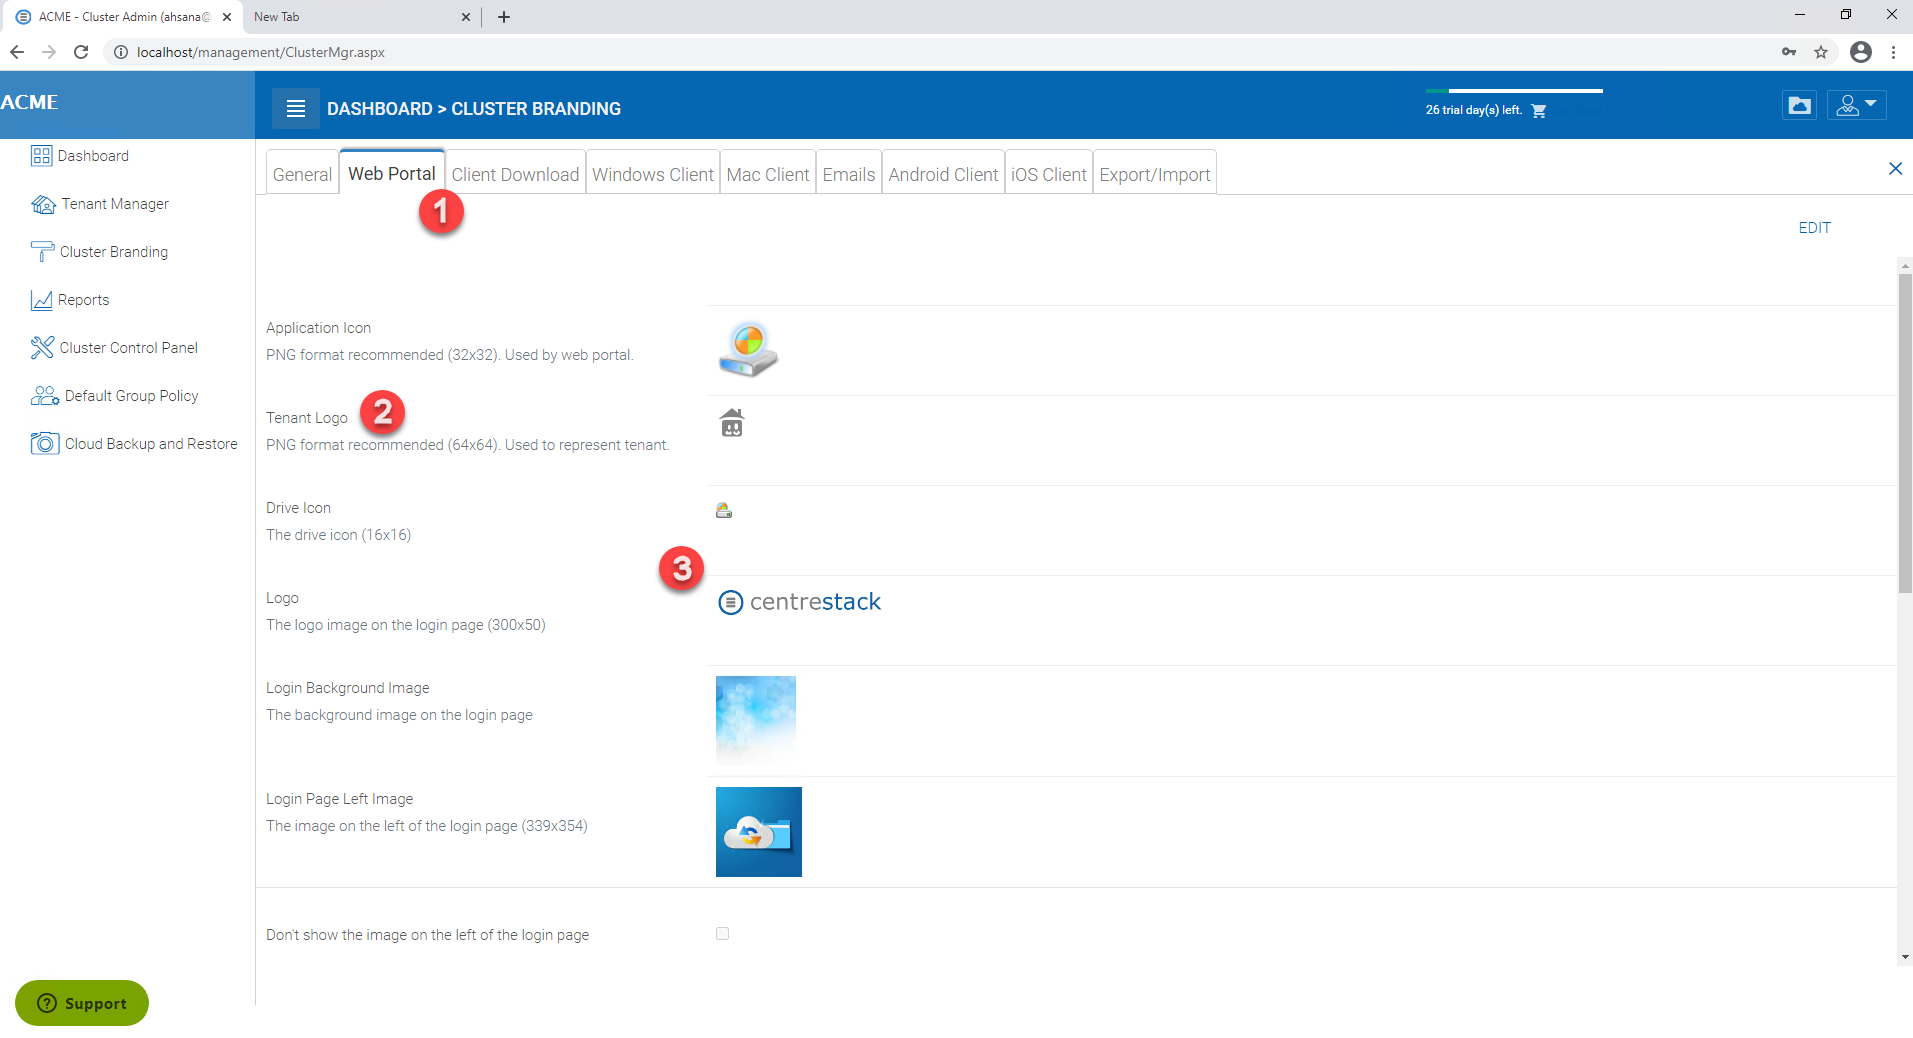 ACME - Cluster Admin (ahsana@
New Tab
localhost/management/ClusterMgr.aspx
ACME
DASHBOARD > CLUSTER BRANDING
26 trial day(s) left.
Dashboard
Tenant Manager
Cluster Branding
Reports
Cluster Control Panel
Default Group Policy
Cloud Backup and Restore
General
Web Portal
Client Download
Windows Client
Mac Client
Emails
Android Client
iOS Client
Export/Import
1
EDIT
Application Icon
PNG format recommended (32x32). Used by web portal.
Tenant Logo
2
PNG format recommended (64x64). Used to represent tenant.
Drive Icon
The drive icon (16x16)
3
Logo
The logo image on the login page (300x50)
centrestack
Login Background Image
The background image on the login page
Login Page Left Image
The image on the left of the login page (339x354)
Don't show the image on the left of the login page
Support